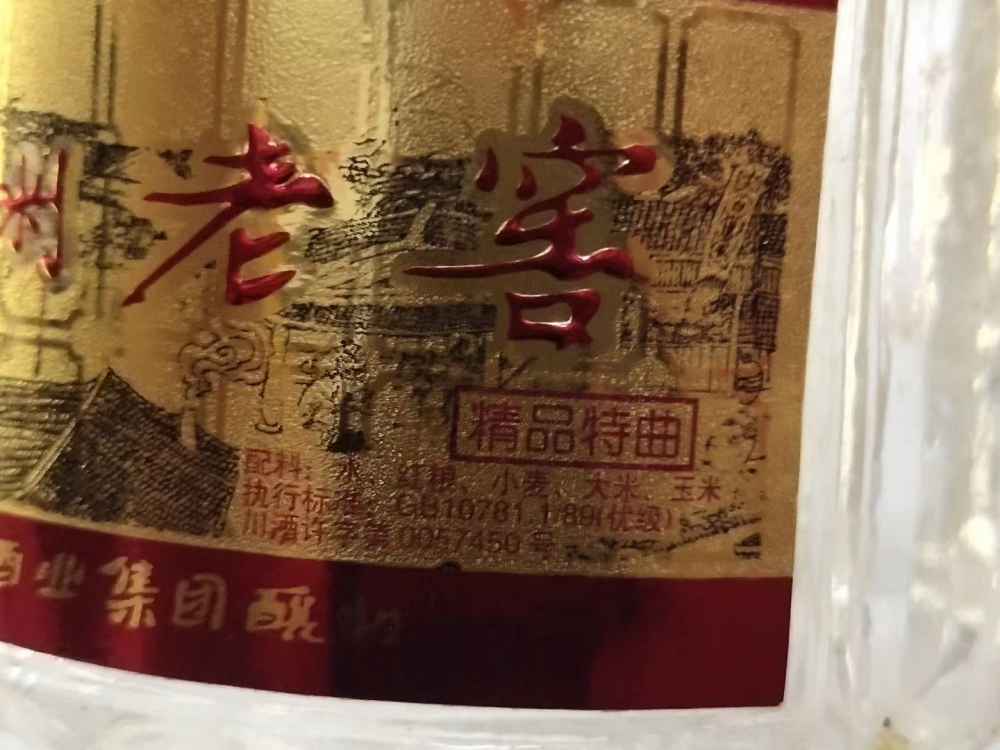 老窖
精品特曲
配料：水、红粮、小麦、大米、玉米
执行标准：GB10781.1-89(优级)
川酒许字第0057450号
酒业集团酿